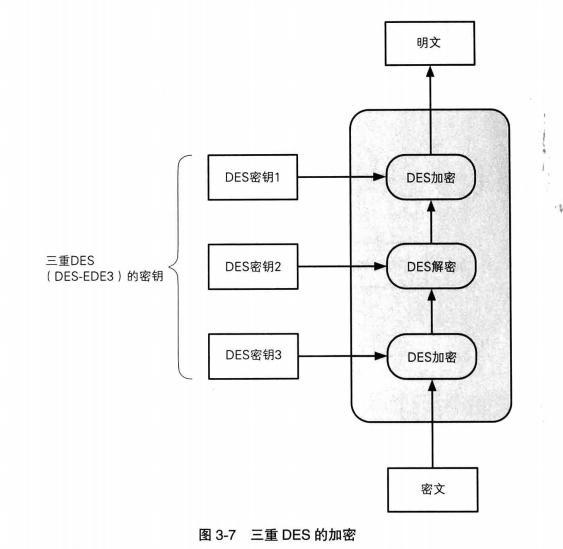 明文
DES密钥1
DES加密
三重DES
(DES-EDE3)的密钥
DES密钥2
DES解密
DES密钥3
DES加密
密文
图 3-7 三重 DES 的加密